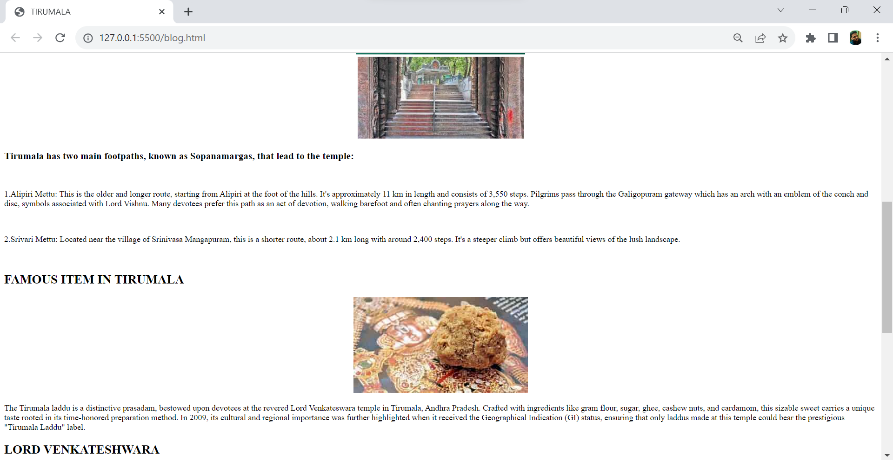 TIRUMALA
127.0.0.1:5500/blog.html
Tirumala has two main footpaths, known as Sopanamargas, that lead to the temple:
1.Alipiri Mettu: This is the older and longer route, starting from Alipiri at the foot of the hills. It's approximately 11 km in length and consists of 3,550 steps. Pilgrims pass through the Galigopuram gateway which has an arch with an emblem of the conch and
disc, symbols associated with Lord Vishnu. Many devotees prefer this path as an act of devotion, walking barefoot and often chanting prayers along the way.
2.Srivari Mettu: Located near the village of Srinivasa Mangapuram, this is a shorter route, about 2.1 km long with around 2,400 steps. It's a steeper climb but offers beautiful views of the lush landscape.
FAMOUS ITEM IN TIRUMALA
The Tirumala laddu is a distinctive prasadam, bestowed upon devotees at the revered Lord Venkateswara temple in Tirumala, Andhra Pradesh. Crafted with ingredients like gram flour, sugar, ghee, cashew nuts, and cardamom, this sizable sweet carries a unique
taste rooted in its time-honored preparation method. In 2009, its cultural and regional importance was further highlighted when it received the Geographical Indication (GI) status, ensuring that only laddus made at this temple could bear the prestigious
"Tirumala Laddu" label.
LORD VENKATESHWARA